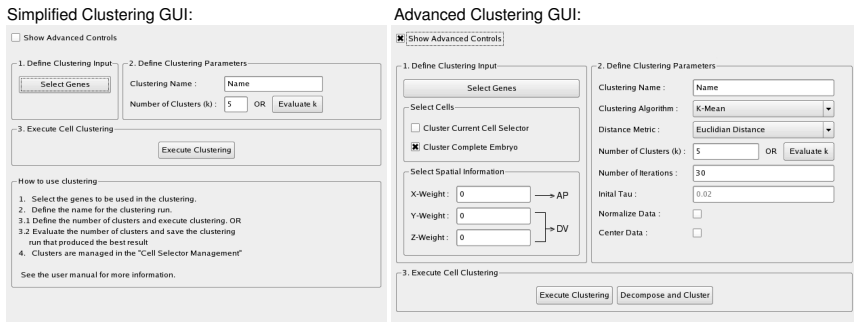 Simplified Clustering GUI:
Show Advanced Controls
1. Define Clustering Input
Select Genes
2. Define Clustering Parameters
Clustering Name : Name
Number of Clusters (k) : 5 OR Evaluate k
3. Execute Cell Clustering
Execute Clustering
How to use clustering
1. Select the genes to be used in the clustering.
2. Define the name for the clustering run.
3.1 Define the number of clusters and execute clustering. OR
3.2 Evaluate the number of clusters and save the clustering
run that produced the best result
4. Clusters are managed in the "Cell Selector Management"
See the user manual for more information.
Advanced Clustering GUI:
Show Advanced Controls
1. Define Clustering Input
Select Genes
Select Cells
Cluster Current Cell Selector
Cluster Complete Embryo
Select Spatial Information
X-Weight : 0 AP
Y-Weight : 0
DV
Z-Weight : 0
2. Define Clustering Parameters
Clustering Name : Name
Clustering Algorithm : K-Mean
Distance Metric : Euclidian Distance
Number of Clusters (k) : 5 OR Evaluate k
Number of Iterations : 30
Inital Tau : 0.02
Normalize Data :
Center Data :
3. Execute Cell Clustering
Execute Clustering Decompose and Cluster